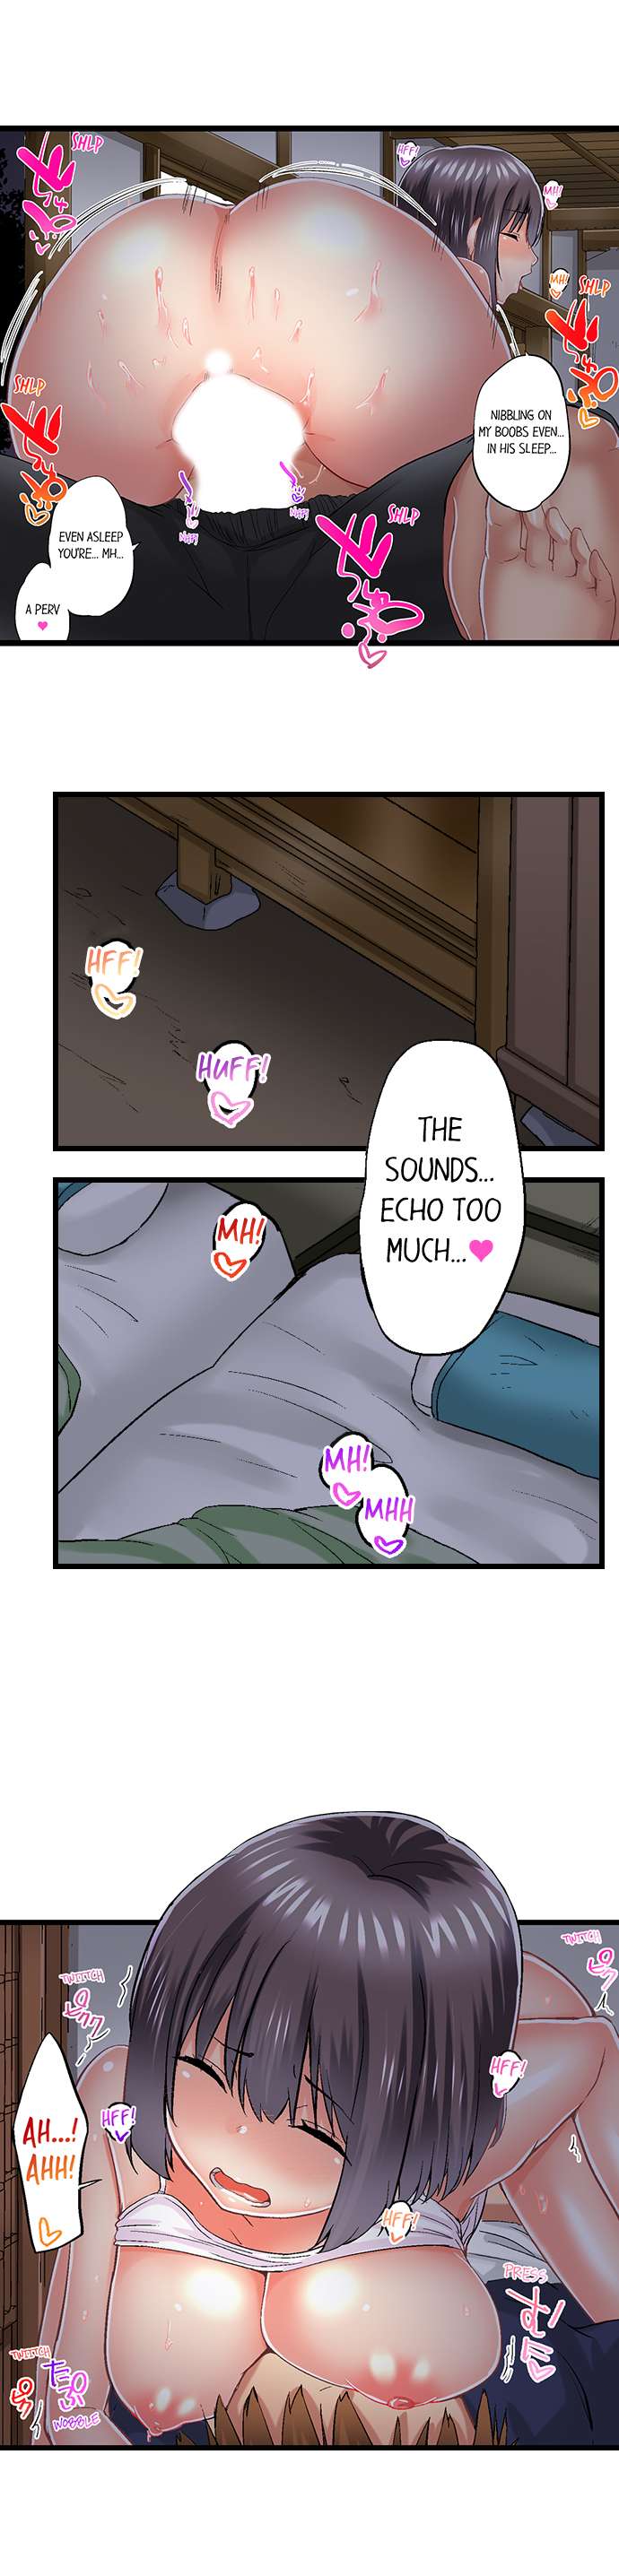 SHLP
HFF!
MH!
MH!
SHLP
NIBBLING ON
MY BOOBS EVEN...
IN HIS SLEEP...
SHLP
EVEN ASLEEP
YOU'RE... MH...
A PERV
SHLP
HFF!
HUFF!
THE
SOUNDS...
ECHO TOO
MUCH...
MH!
MH!
MHH
TWITCH
TWITCH
HFF!
HFF!
AH...!
AHH!
HFF!
PRESS
TWITCH
WOBBLE